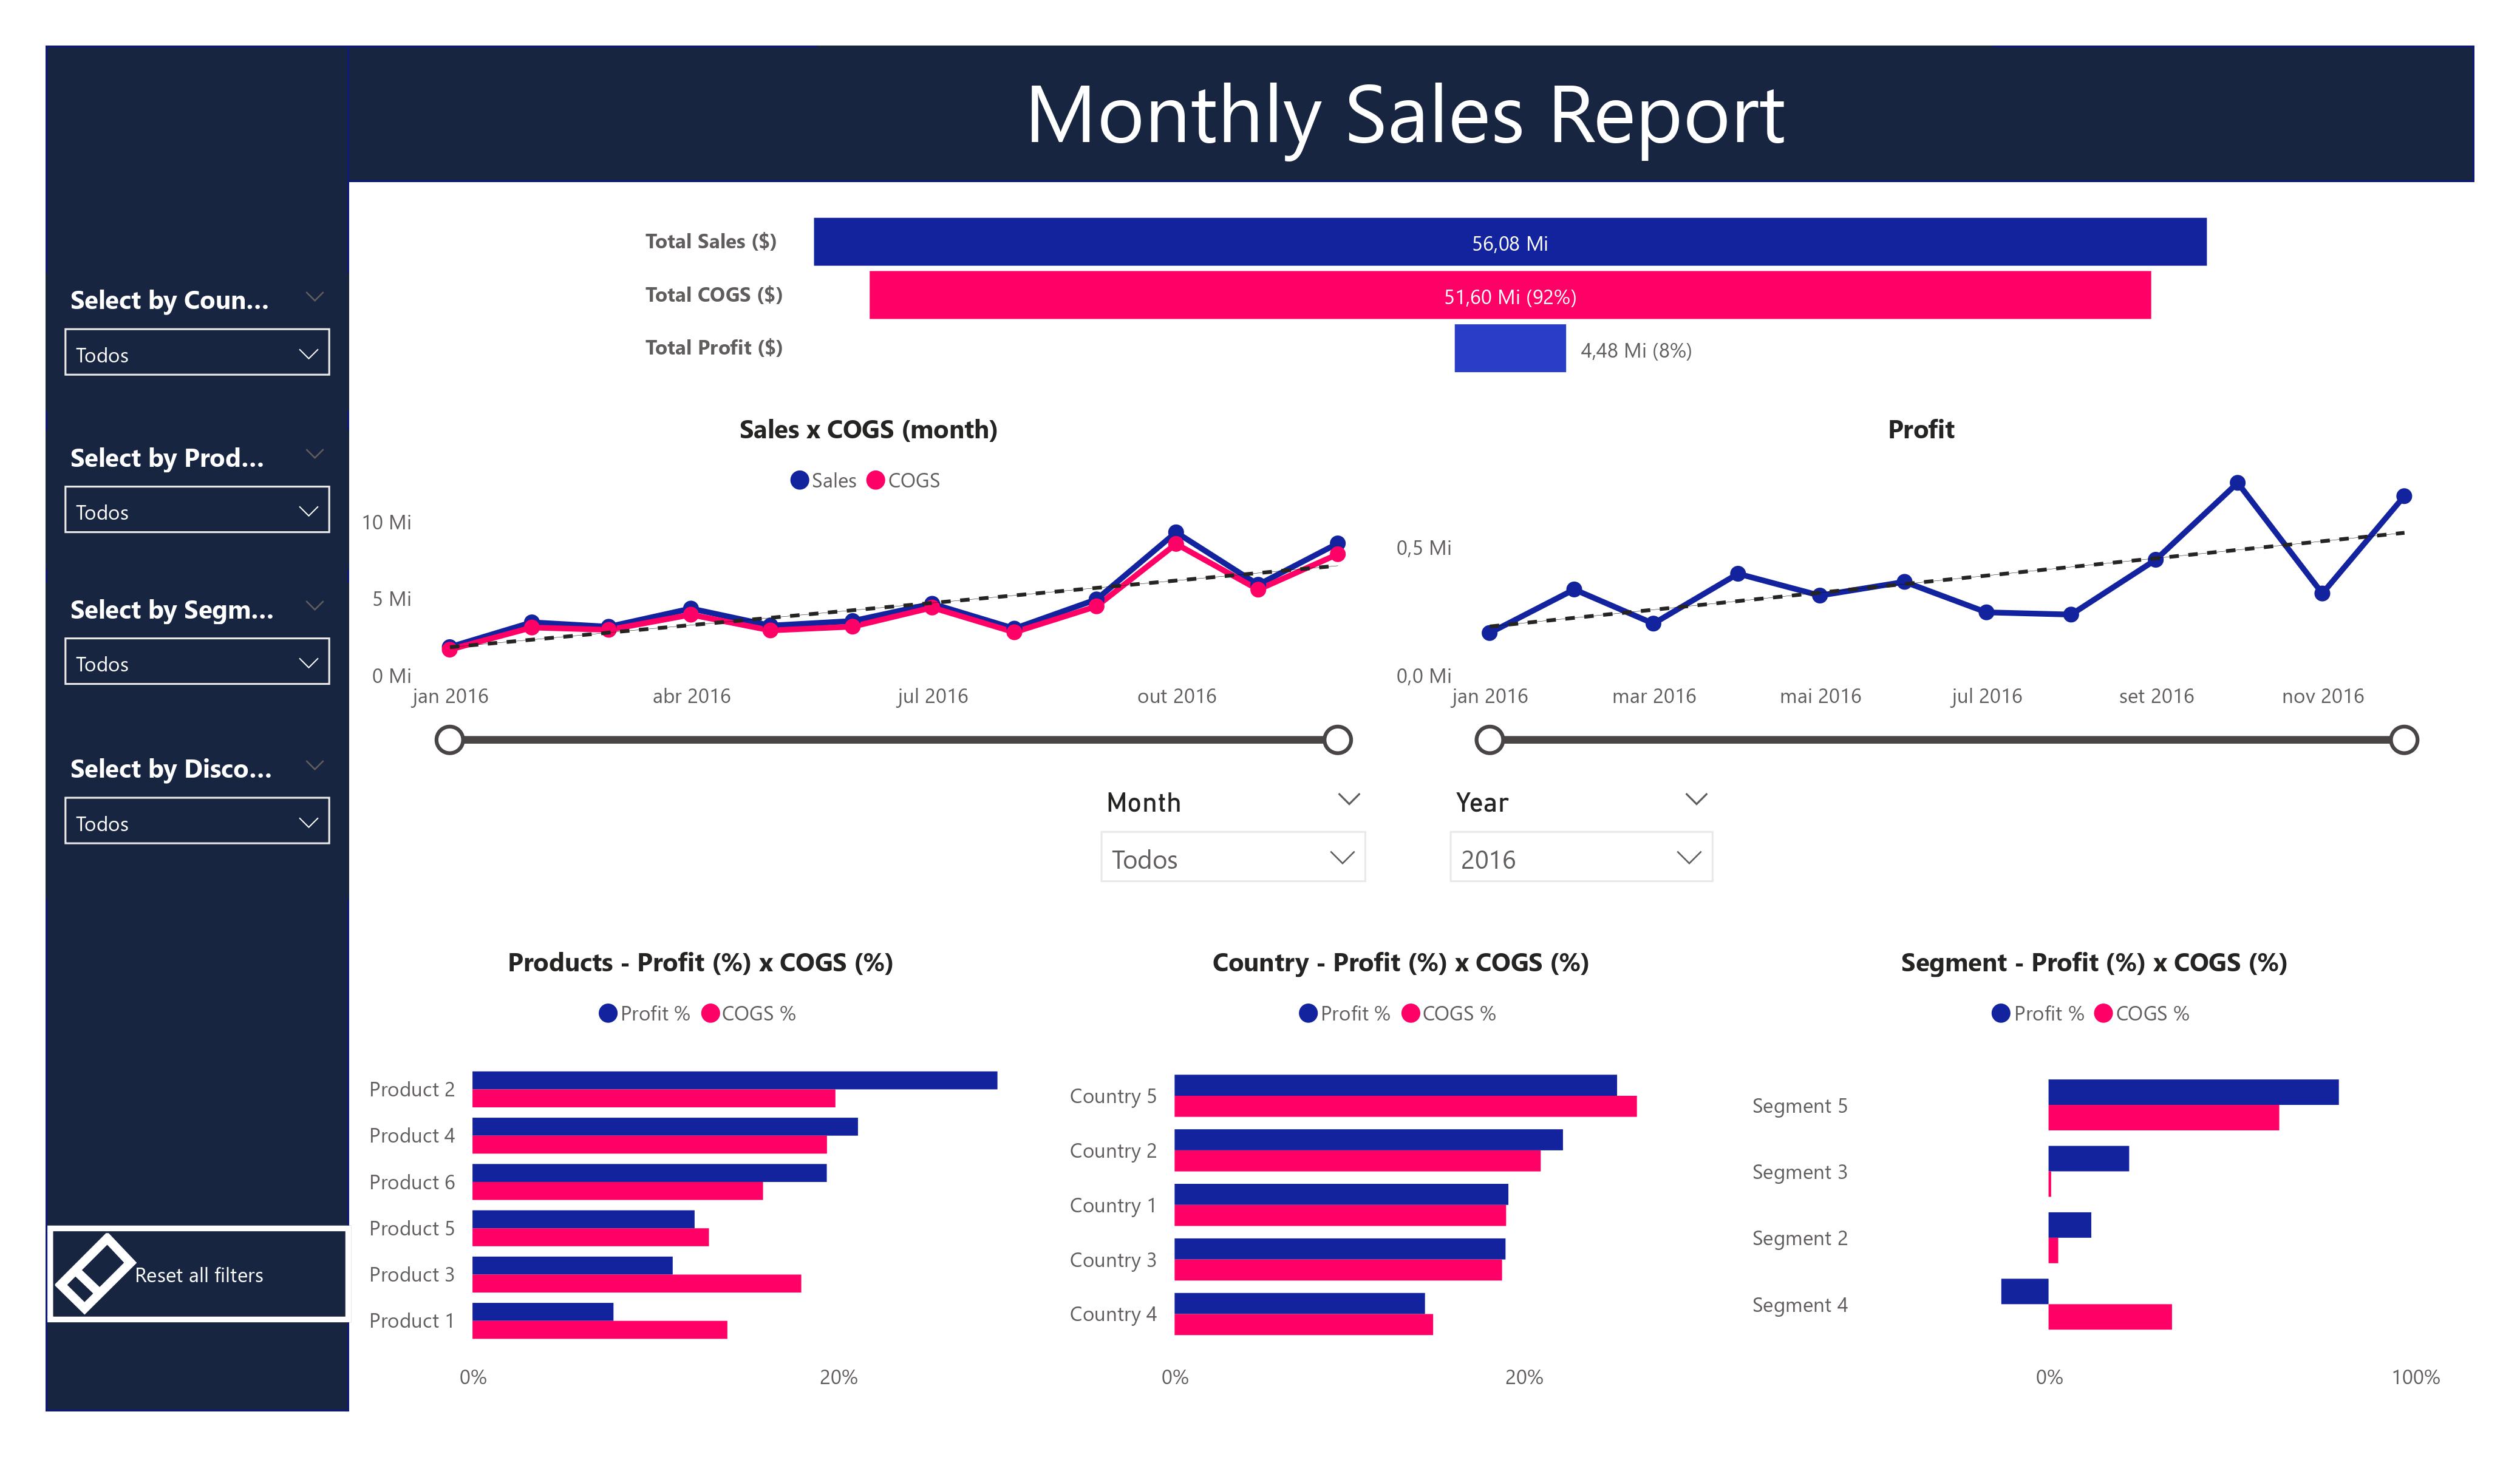 Monthly Sales Report
Select by Coun...
Todos
Select by Prod...
Todos
Select by Segm...
Todos
Select by Disco...
Todos
Reset all filters
Total Sales ($)
56,08 Mi
Total COGS ($)
51,60 Mi (92%)
Total Profit ($)
4,48 Mi (8%)
Sales x COGS (month)
Sales COGS
10 Mi
5 Mi
0 Mi
jan 2016 abr 2016 jul 2016 out 2016
Profit
0,5 Mi
0,0 Mi
jan 2016 mar 2016 mai 2016 jul 2016 set 2016 nov 2016
Month
Todos
Year
2016
Products - Profit (%) x COGS (%)
Profit % COGS %
Product 2
Product 4
Product 6
Product 5
Product 3
Product 1
0% 20%
Country - Profit (%) x COGS (%)
Profit % COGS %
Country 5
Country 2
Country 1
Country 3
Country 4
0% 20%
Segment - Profit (%) x COGS (%)
Profit % COGS %
Segment 5
Segment 3
Segment 2
Segment 4
0% 100%